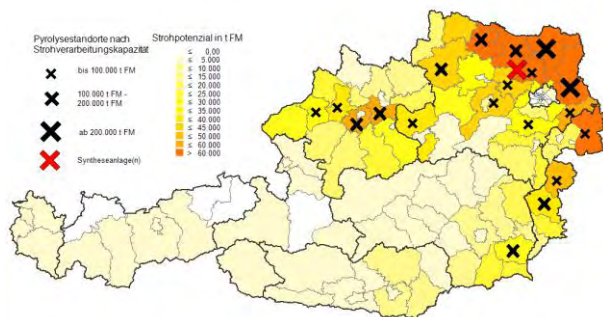 Pyrolysestandorte nach
Strohverarbeitungskapazität
bis 100.000 t FM
100.000 t FM -
200.000 t FM
ab 200.000 t FM
Syntheseanlage(n)
Strohpotenzial in t FM
≤ 0,00
≤ 5 000
≤ 10 000
≤ 15 000
≤ 20 000
≤ 25 000
≤ 30 000
≤ 35 000
≤ 40 000
≤ 45 000
≤ 50 000
≤ 60 000
> 60 000